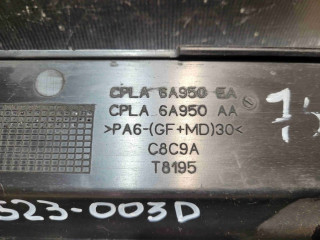 CPLA 6A950 EA
CPLA 6A950 AA
>PA6-(GF+MD)30<
C8C9A
T8195
523-003D